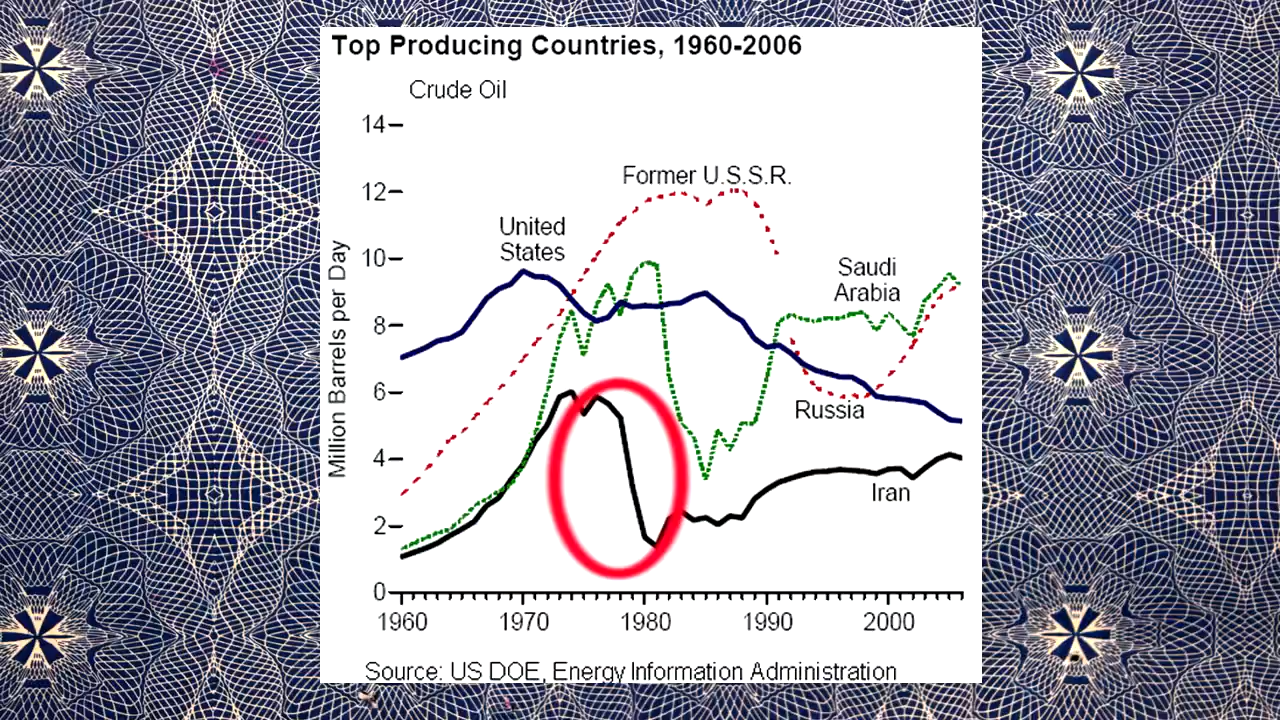 Top Producing Countries, 1960-2006
Crude Oil
Million Barrels per Day
14
12
10
8
6
4
2
0
Former U.S.S.R.
United
States
Saudi
Arabia
Russia
Iran
1960 1970 1980 1990 2000
Source: US DOE, Energy Information Administration